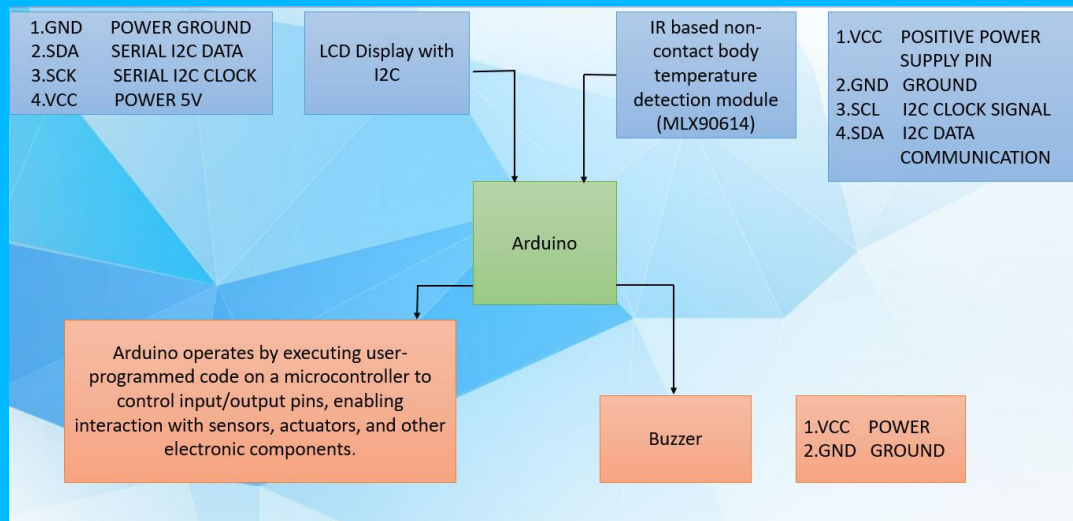 1.GND POWER GROUND
2.SDA SERIAL I2C DATA
3.SCK SERIAL I2C CLOCK
4.VCC POWER 5V
LCD Display with
I2C
IR based non-
contact body
temperature
detection module
(MLX90614)
1.VCC POSITIVE POWER
SUPPLY PIN
2.GND GROUND
3.SCL I2C CLOCK SIGNAL
4.SDA I2C DATA
COMMUNICATION
Arduino
Arduino operates by executing user-
programmed code on a microcontroller to
control input/output pins, enabling
interaction with sensors, actuators, and other
electronic components.
Buzzer
1.VCC POWER
2.GND GROUND